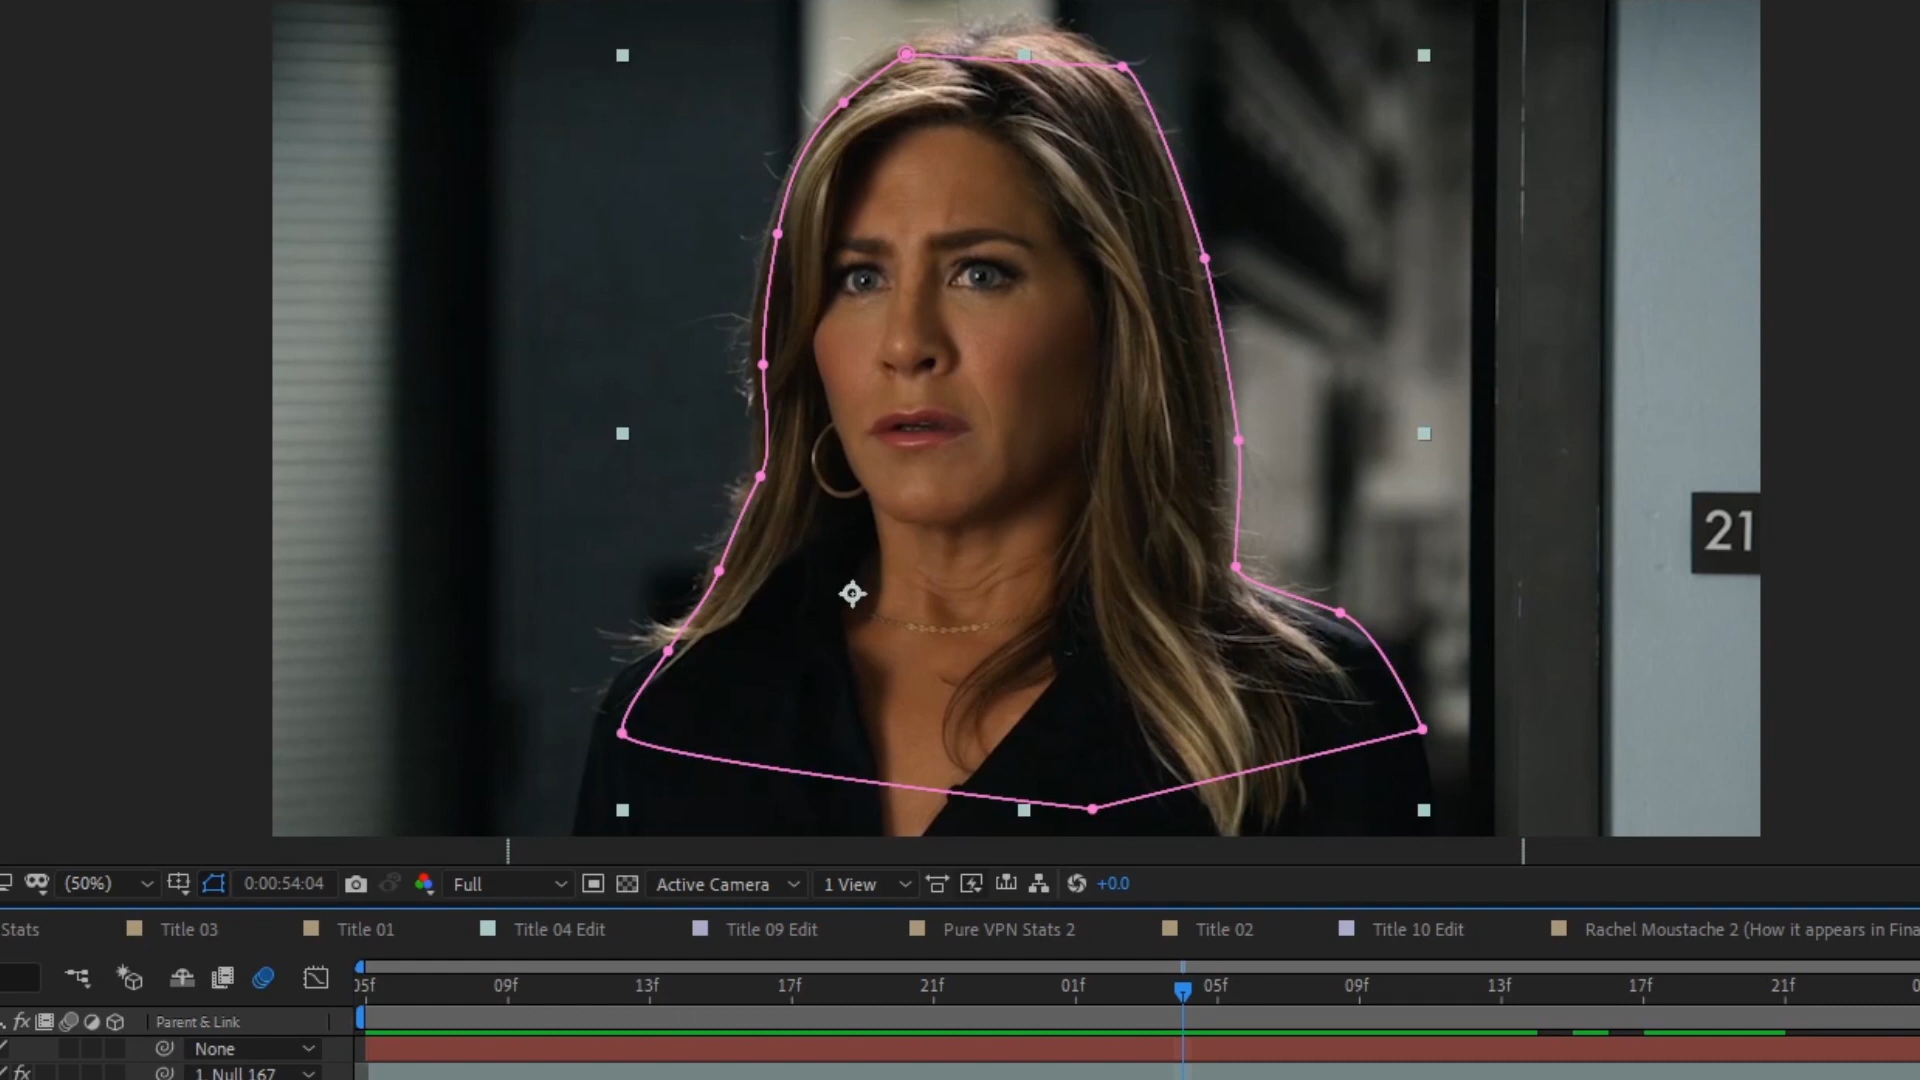 21
(50%) 0:00:54:04 Full Active Camera 1 View +0.0
Stats Title 03 Title 01 Title 04 Edit Title 09 Edit Pure VPN Stats 2 Title 02 Title 10 Edit Rachel Moustache 2 (How it appears in Fina
05f 09f 13f 17f 21f 01f 05f 09f 13f 17f 21f
fx Parent & Link
None
fx 1. Null 167